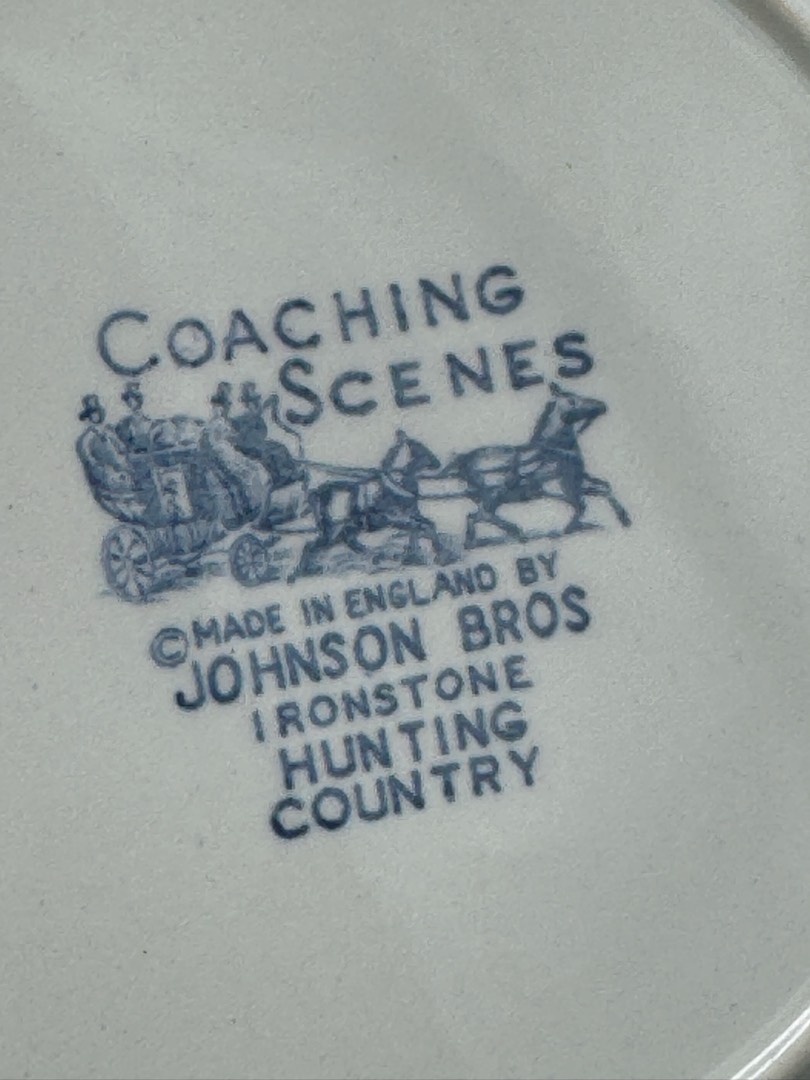 COACHING
SCENES
©MADE IN ENGLAND BY
JOHNSON BROS
IRONSTONE
HUNTING
COUNTRY